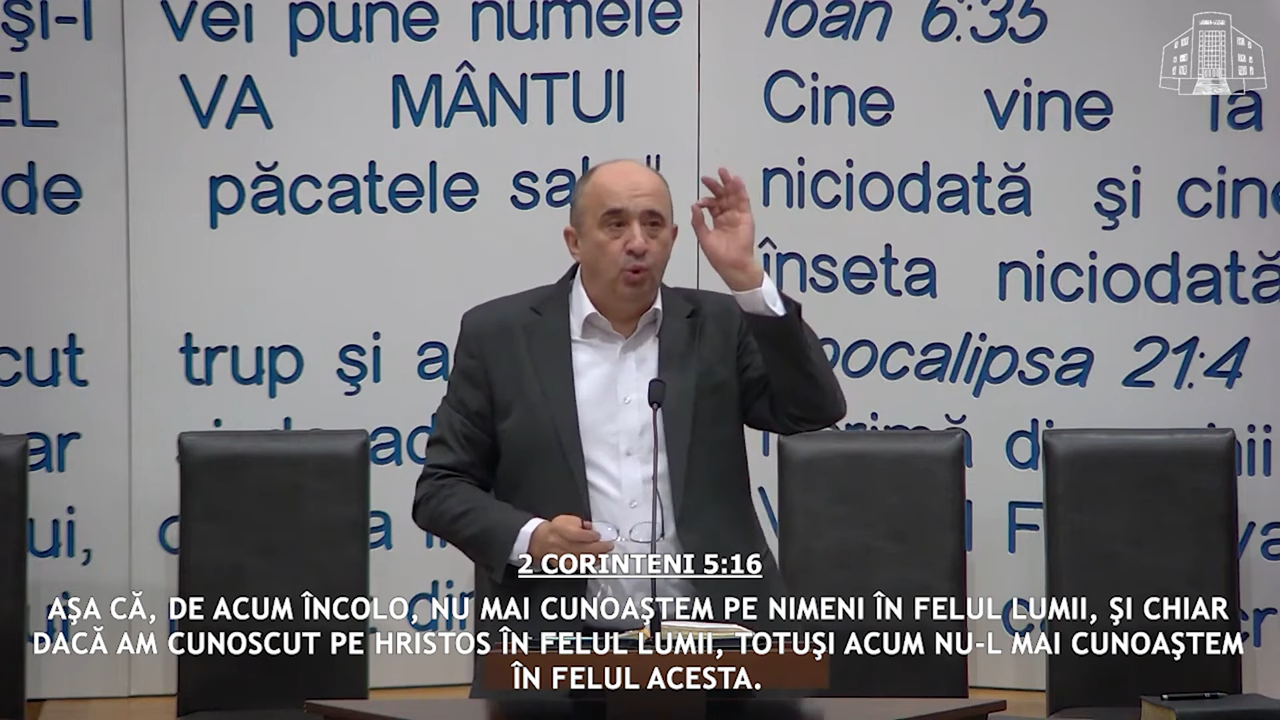 şi-l
EL
de
cut
ar
ui,
vei pune numele
VA MÂNTUI
păcatele
trup şi a
Ioan 6:35
Cine vine la
niciodată şi cine
înseta niciodată
Apocalipsa 21:4
2 CORINTENI 5:16
AŞA CĂ, DE ACUM ÎNCOLO, NU MAI CUNOAŞTEM PE NIMENI ÎN FELUL LUMII, ŞI CHIAR
DACĂ AM CUNOSCUT PE HRISTOS ÎN FELUL LUMII, TOTUŞI ACUM NU-L MAI CUNOAŞTEM
ÎN FELUL ACESTA.